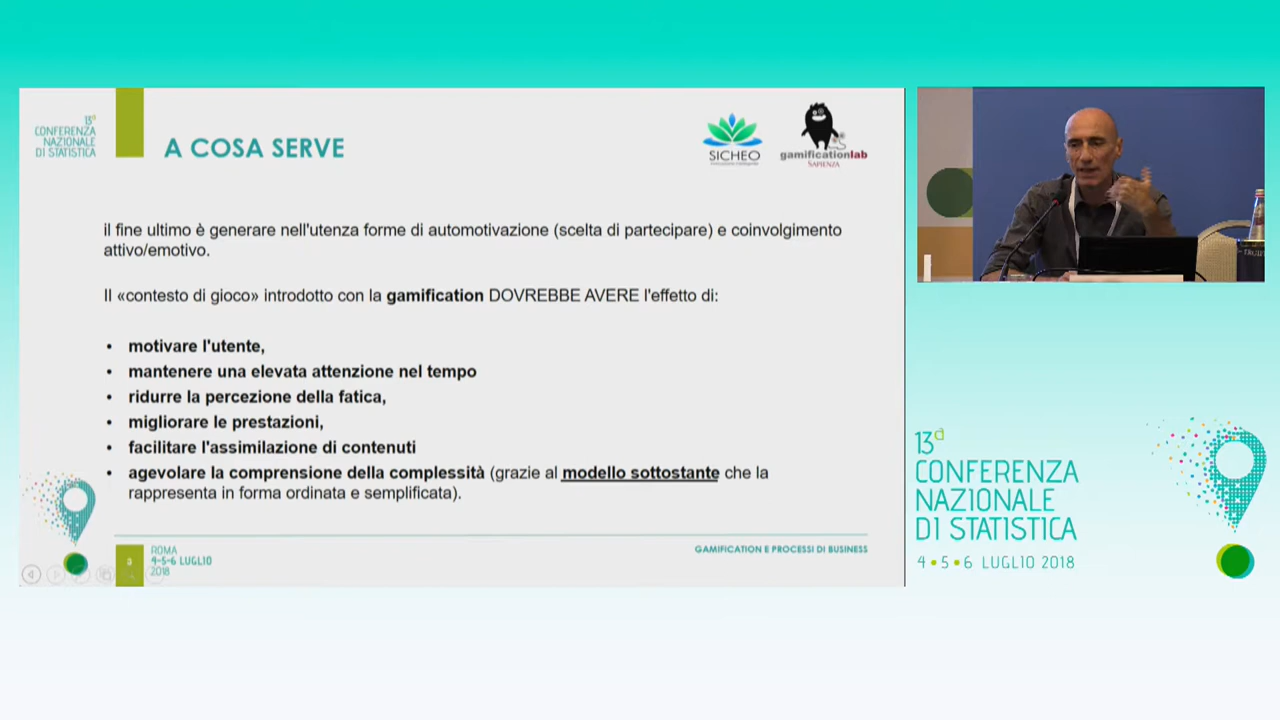 13ª
CONFERENZA
NAZIONALE
DI STATISTICA
A COSA SERVE
SICHEO
gamificationlab
SAPIENZA
il fine ultimo è generare nell'utenza forme di automotivazione (scelta di partecipare) e coinvolgimento
attivo/emotivo.
Il «contesto di gioco» introdotto con la gamification DOVREBBE AVERE l'effetto di:
• motivare l'utente,
• mantenere una elevata attenzione nel tempo
• ridurre la percezione della fatica,
• migliorare le prestazioni,
• facilitare l'assimilazione di contenuti
• agevolare la comprensione della complessità (grazie al modello sottostante che la
rappresenta in forma ordinata e semplificata).
ROMA
4-5-6 LUGLIO
2018
GAMIFICATION E PROCESSI DI BUSINESS
13ª
CONFERENZA
NAZIONALE
DI STATISTICA
4 • 5 • 6 LUGLIO 2018